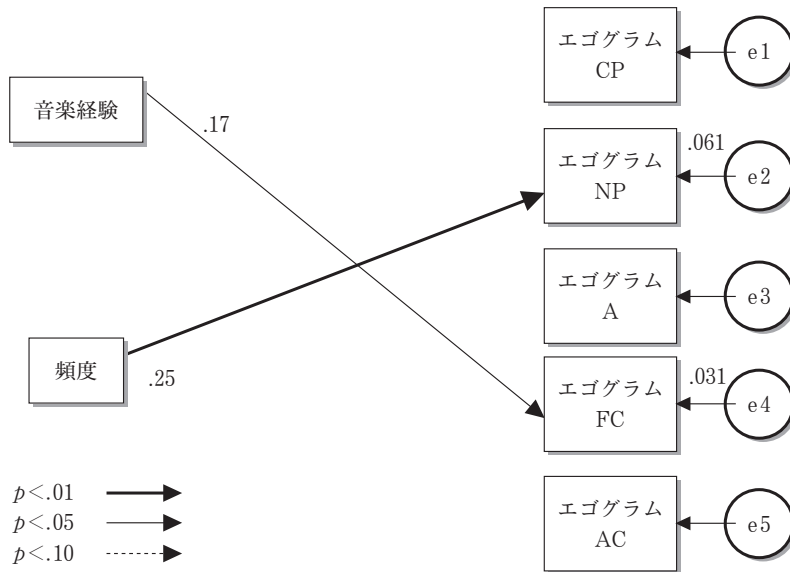 エゴグラム
CP
e1
音楽経験
.17
エゴグラム
NP
.061
e2
エゴグラム
A
e3
頻度
.25
エゴグラム
FC
.031
e4
エゴグラム
AC
e5
p<.01
p<.05
p<.10